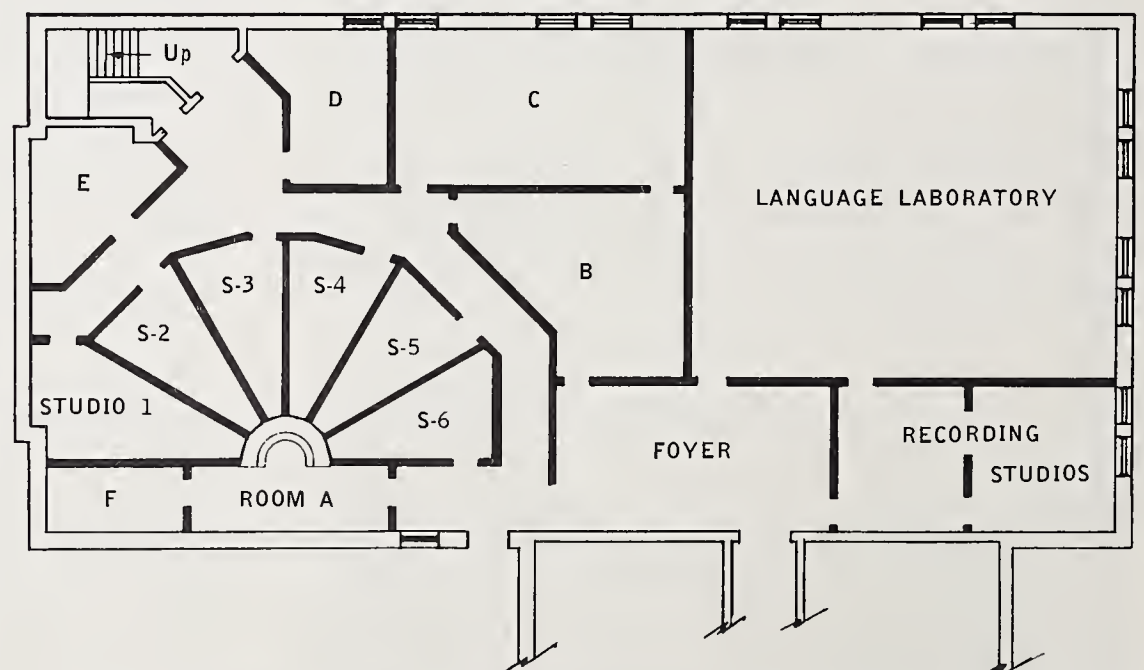 Up
D
C
E
LANGUAGE LABORATORY
B
S-3
S-4
S-2
S-5
STUDIO 1
S-6
FOYER
RECORDING
STUDIOS
F
ROOM A